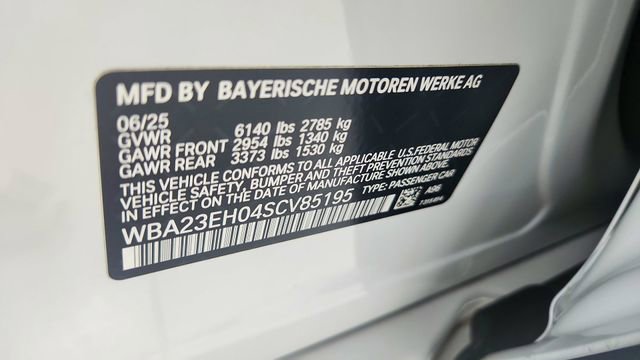 MFD BY BAYERISCHE MOTOREN WERKE AG
06/25
GVWR 6140 lbs 2785 kg
GAWR FRONT 2954 lbs 1340 kg
GAWR REAR 3373 lbs 1530 kg
THIS VEHICLE CONFORMS TO ALL APPLICABLE U.S. FEDERAL MOTOR
VEHICLE SAFETY, BUMPER, AND THEFT PREVENTION STANDARDS
IN EFFECT ON THE DATE OF MANUFACTURE SHOWN ABOVE.
WBA23EH04SCV85195 TYPE: PASSENGER CAR
A96